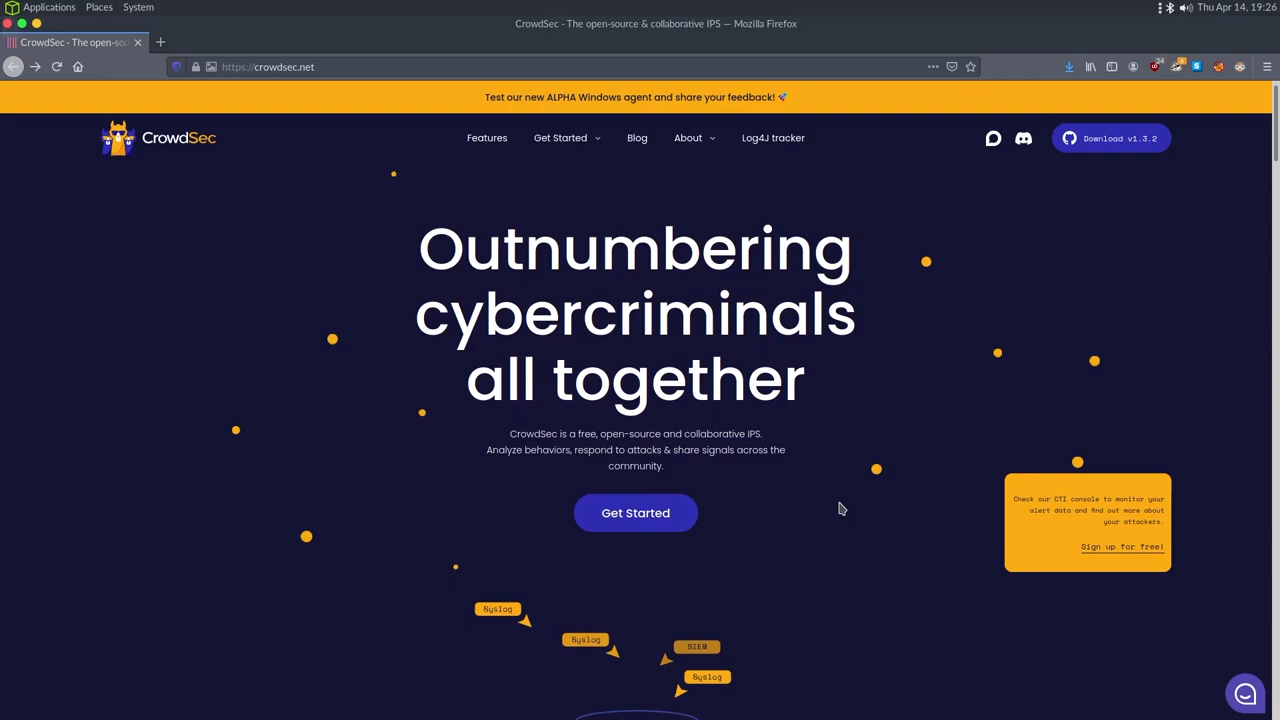 Applications Places System
Thu Apr 14, 19:26
CrowdSec - The open-source & collaborative IPS — Mozilla Firefox
CrowdSec - The open-sou
https://crowdsec.net
24
Test our new ALPHA Windows agent and share your feedback! 🚀
CrowdSec
Features Get Started Blog About Log4J tracker
Download v1.3.2
Outnumbering
cybercriminals
all together
CrowdSec is a free, open-source and collaborative IPS.
Analyze behaviors, respond to attacks & share signals across the
community.
Get Started
Check our CTI console to monitor your
alert data and find out more about
your attackers.
Sign up for free!
Syslog
Syslog
SIEM
Syslog